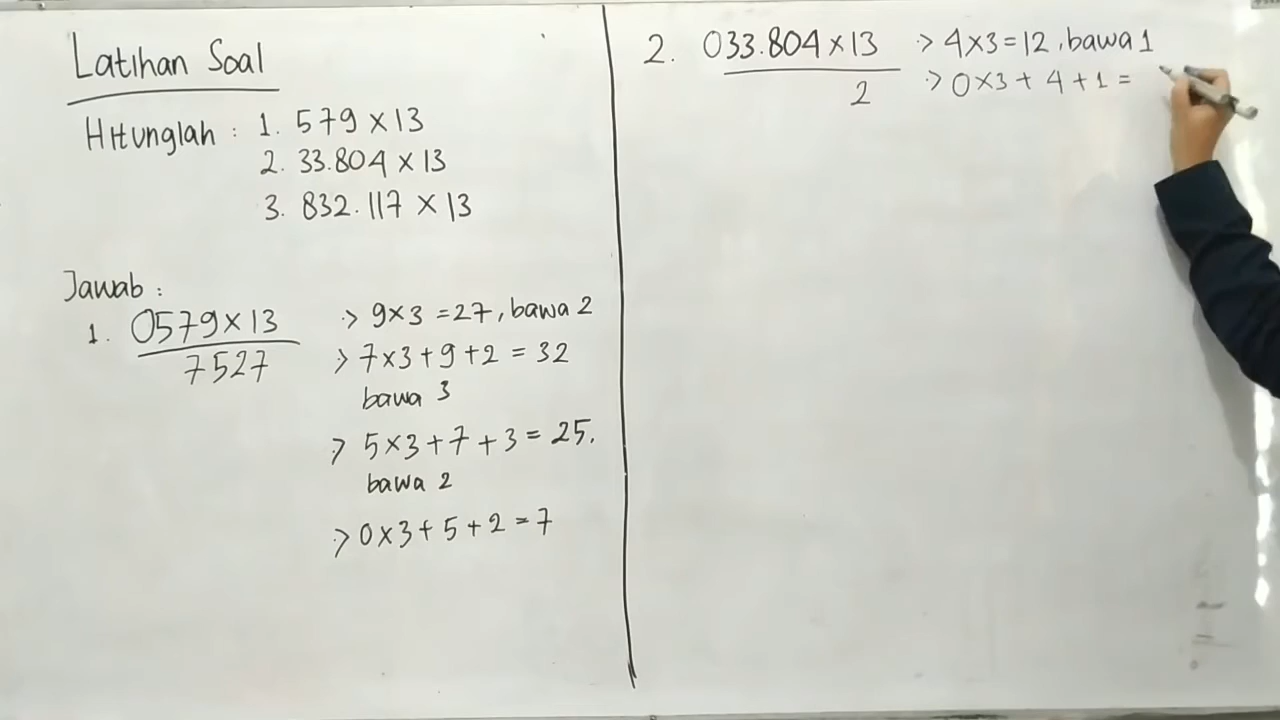 Latihan Soal
Hitunglah : 1. 579 × 13
2. 33.804 × 13
3. 832.117 × 13
Jawab :
1. 0579 × 13
7527
⇒ 9×3 = 27, bawa 2
⇒ 7×3+9+2 = 32
bawa 3
⇒ 5×3+7+3 = 25.
bawa 2
⇒ 0×3+5+2 = 7
2. 033.804 × 13
2
⇒ 4×3=12, bawa 1
⇒ 0×3 + 4 + 1 =